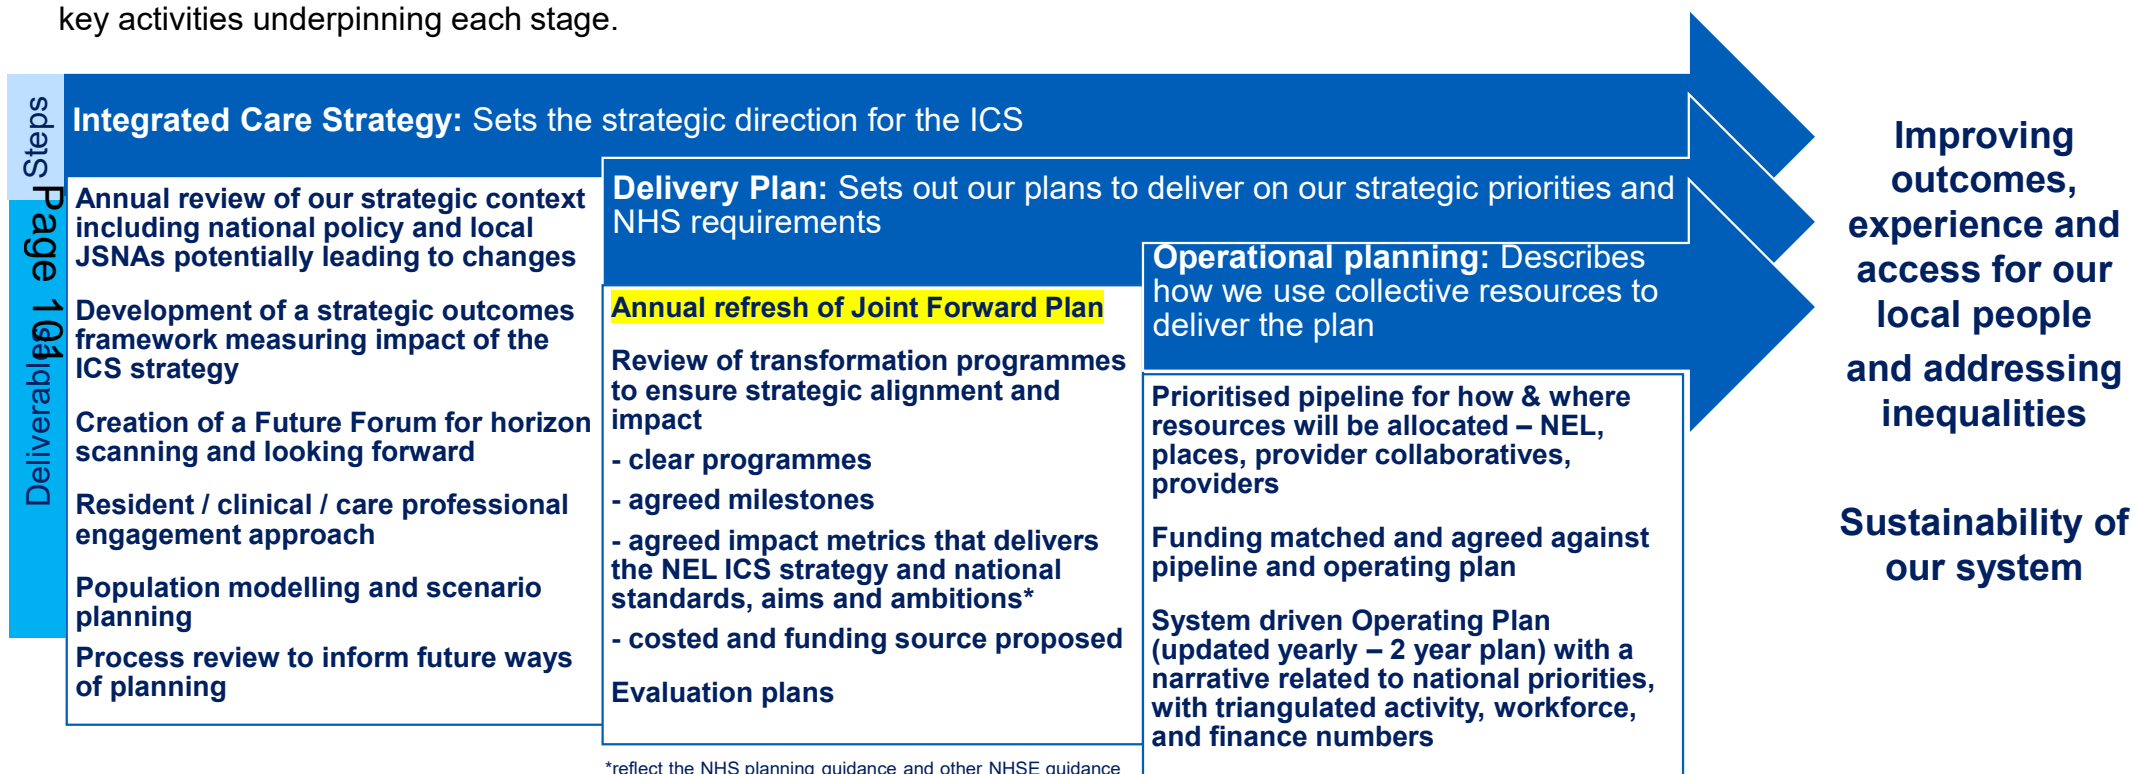 key activities underpinning each stage.
Steps
Integrated Care Strategy: Sets the strategic direction for the ICS
Page 101
Deliverables
Annual review of our strategic context
including national policy and local
JSNAs potentially leading to changes
Development of a strategic outcomes
framework measuring impact of the
ICS strategy
Creation of a Future Forum for horizon
scanning and looking forward
Resident / clinical / care professional
engagement approach
Population modelling and scenario
planning
Process review to inform future ways
of planning
Delivery Plan: Sets out our plans to deliver on our strategic priorities and
NHS requirements
Annual refresh of Joint Forward Plan
Review of transformation programmes
to ensure strategic alignment and
impact
- clear programmes
- agreed milestones
- agreed impact metrics that delivers
the NEL ICS strategy and national
standards, aims and ambitions*
- costed and funding source proposed
Evaluation plans
*reflect the NHS planning guidance and other NHSE guidance
Operational planning: Describes
how we use collective resources to
deliver the plan
Prioritised pipeline for how & where
resources will be allocated – NEL,
places, provider collaboratives,
providers
Funding matched and agreed against
pipeline and operating plan
System driven Operating Plan
(updated yearly – 2 year plan) with a
narrative related to national priorities,
with triangulated activity, workforce,
and finance numbers
Improving
outcomes,
experience and
access for our
local people
and addressing
inequalities
Sustainability of
our system